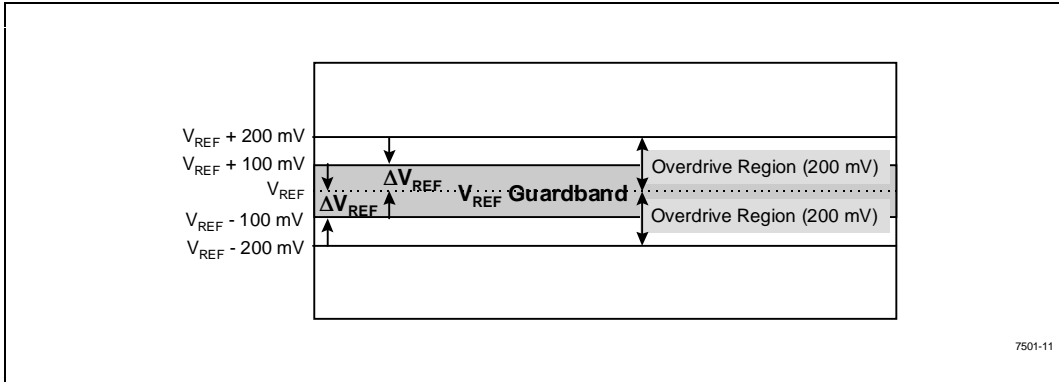 V_REF + 200 mV
V_REF + 100 mV
Overdrive Region (200 mV)
ΔV_REF
V_REF
V_REF Guardband
ΔV_REF
V_REF - 100 mV
Overdrive Region (200 mV)
V_REF - 200 mV
7501-11